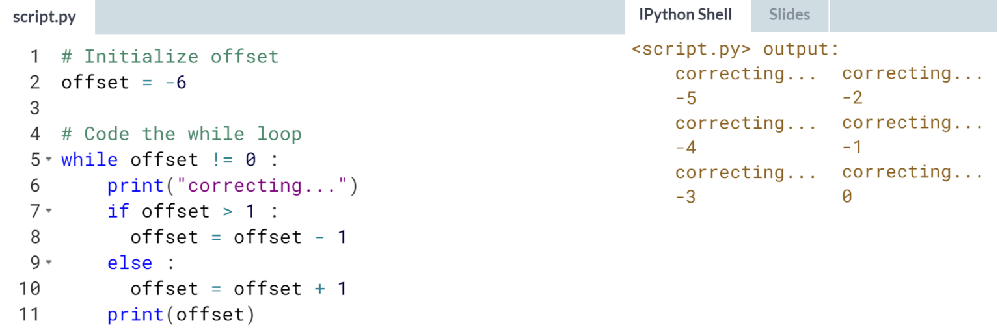 script.py
1 # Initialize offset
2 offset = -6
3
4 # Code the while loop
5 while offset != 0 :
6     print("correcting...")
7     if offset > 1 :
8       offset = offset - 1
9     else :
10       offset = offset + 1
11     print(offset)
IPython Shell Slides
<script.py> output:
correcting... correcting...
-5 -2
correcting... correcting...
-4 -1
correcting... correcting...
-3 0